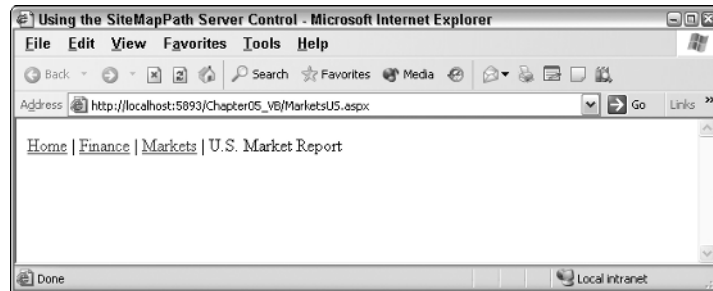 Using the SiteMapPath Server Control - Microsoft Internet Explorer
File Edit View Favorites Tools Help
Back Search Favorites Media
Address http://localhost:5893/Chapter05_VB/MarketsUS.aspx Go Links »
Home | Finance | Markets | U.S. Market Report
Done Local intranet